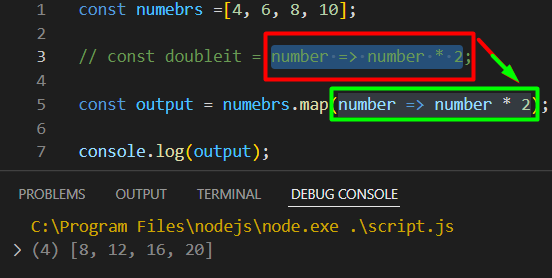 1 const numebrs =[4, 6, 8, 10];
2
3 // const doubleit = number => number * 2;
4
5 const output = numebrs.map(number => number * 2);
6
7 console.log(output);
PROBLEMS OUTPUT TERMINAL DEBUG CONSOLE
C:\Program Files\nodejs\node.exe .\script.js
> (4) [8, 12, 16, 20]